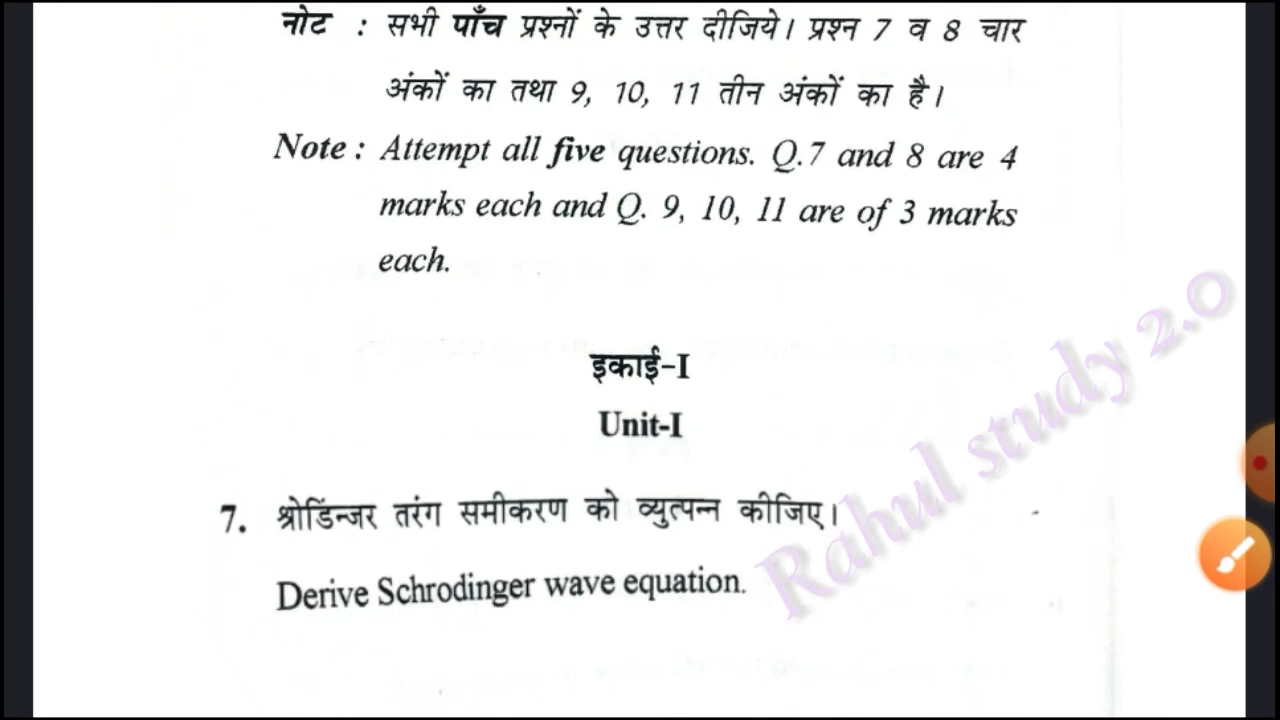 नोट : सभी पाँच प्रश्नों के उत्तर दीजिये। प्रश्न 7 व 8 चार
अंकों का तथा 9, 10, 11 तीन अंकों का है।
Note : Attempt all five questions. Q.7 and 8 are 4
marks each and Q. 9, 10, 11 are of 3 marks
each.
इकाई-I
Unit-I
7. श्रोडिंन्जर तरंग समीकरण को व्युत्पन्न कीजिए।
Derive Schrodinger wave equation.
Rahul study 2.0